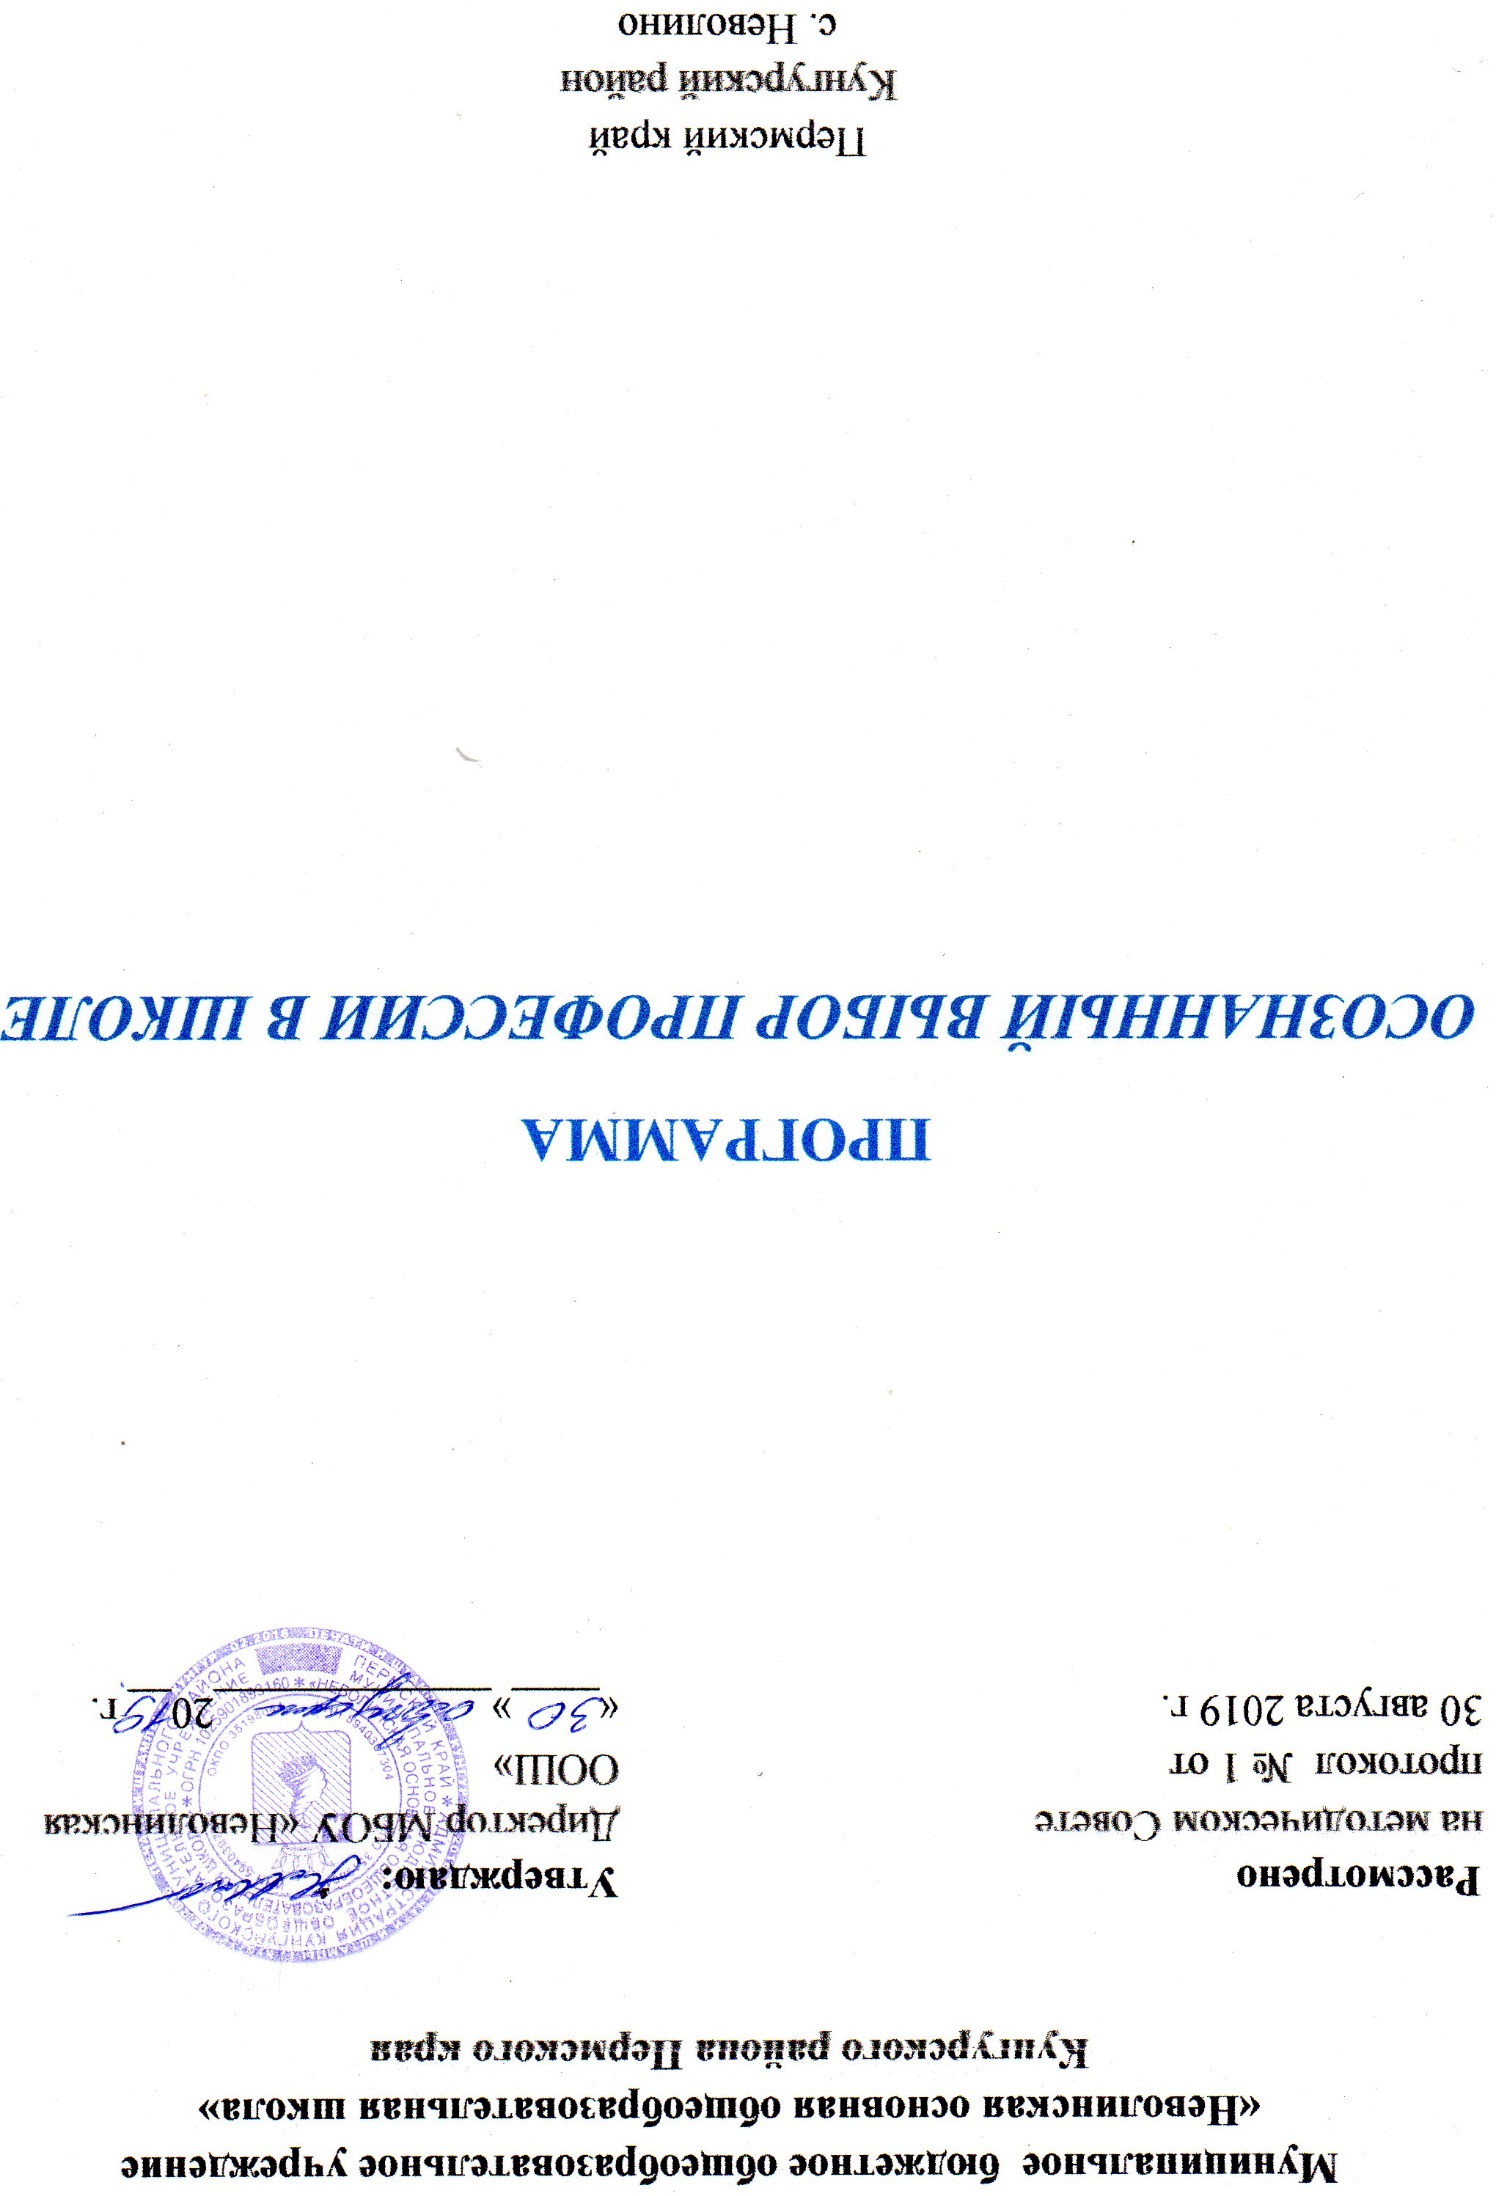 Муниципальное бюджетное общеобразовательное учреждение
«Неволинская основная общеобразовательная школа»
Кунгурского района Пермского края
Рассмотрено
на методическом Совете
протокол № 1 от
30 августа 2019 г.
Утверждаю:
Директор МБОУ «Неволинская
ООШ»
«30» августа 2019 г.
ПРОГРАММА
ОСОЗНАННЫЙ ВЫБОР ПРОФЕССИИ В ШКОЛЕ
Пермский край
Кунгурский район
с. Неволино